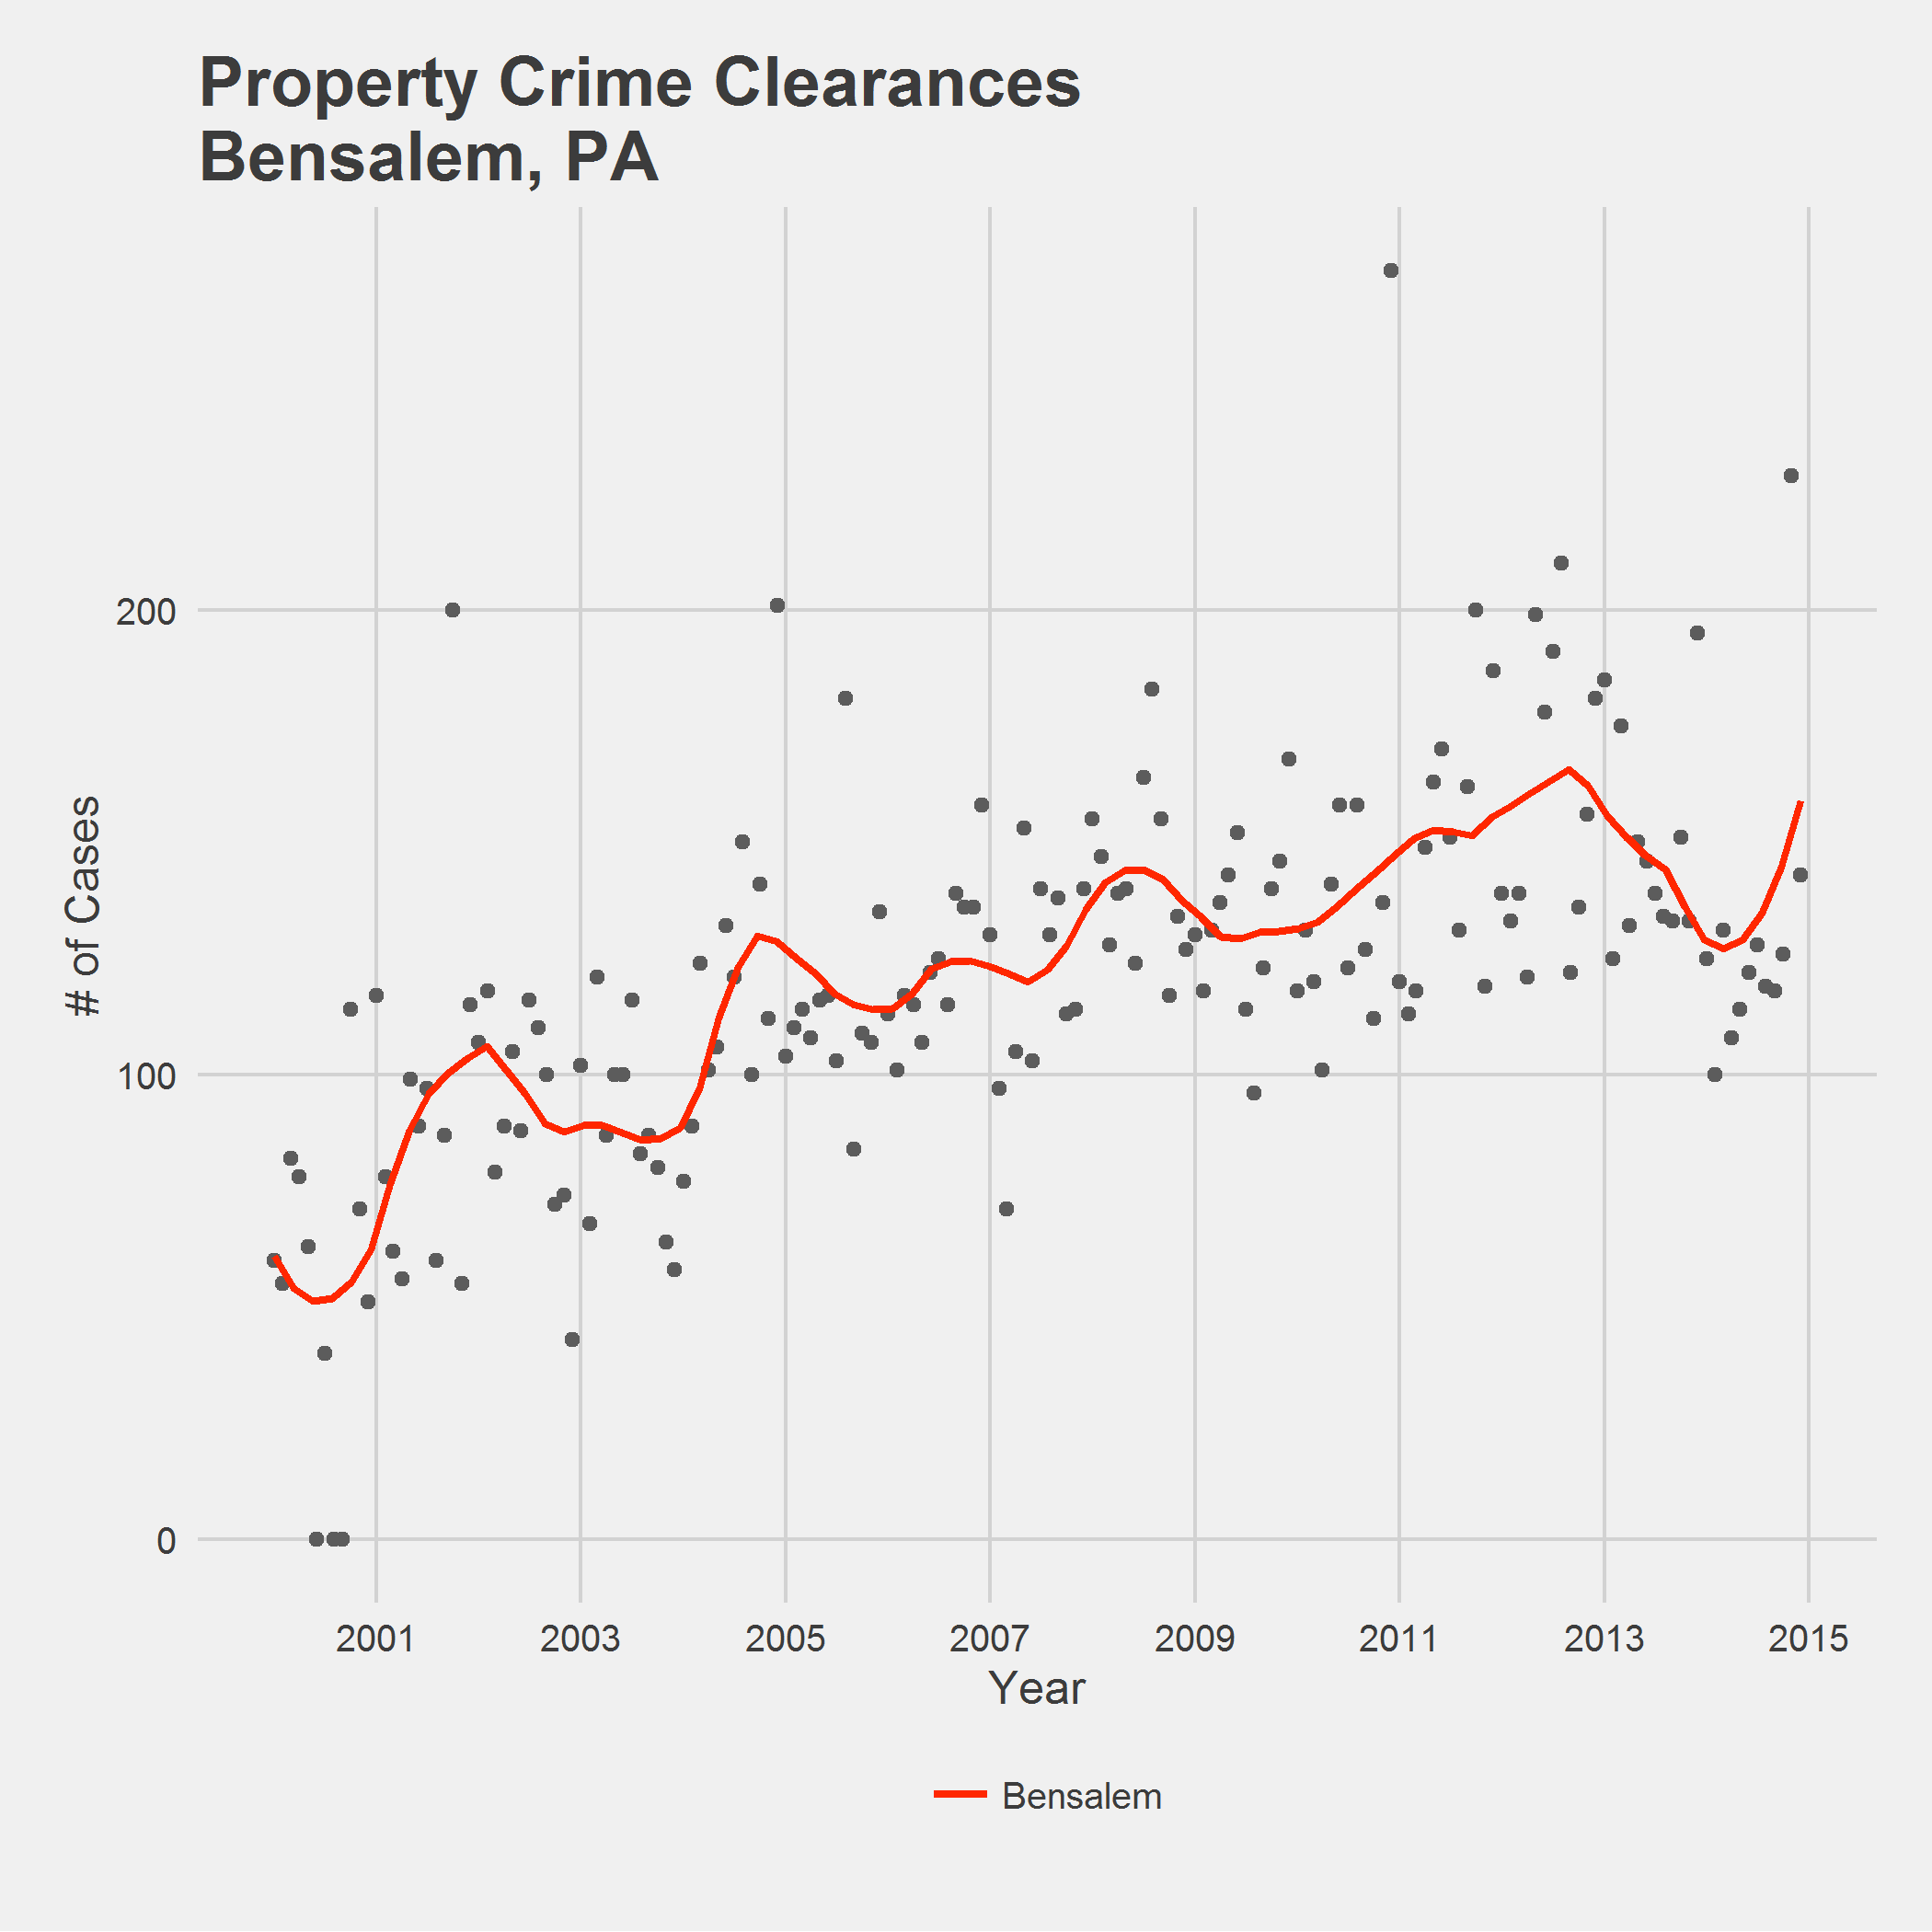 Property Crime Clearances
Bensalem, PA
# of Cases
200
100
0
2001 2003 2005 2007 2009 2011 2013 2015
Year
Bensalem